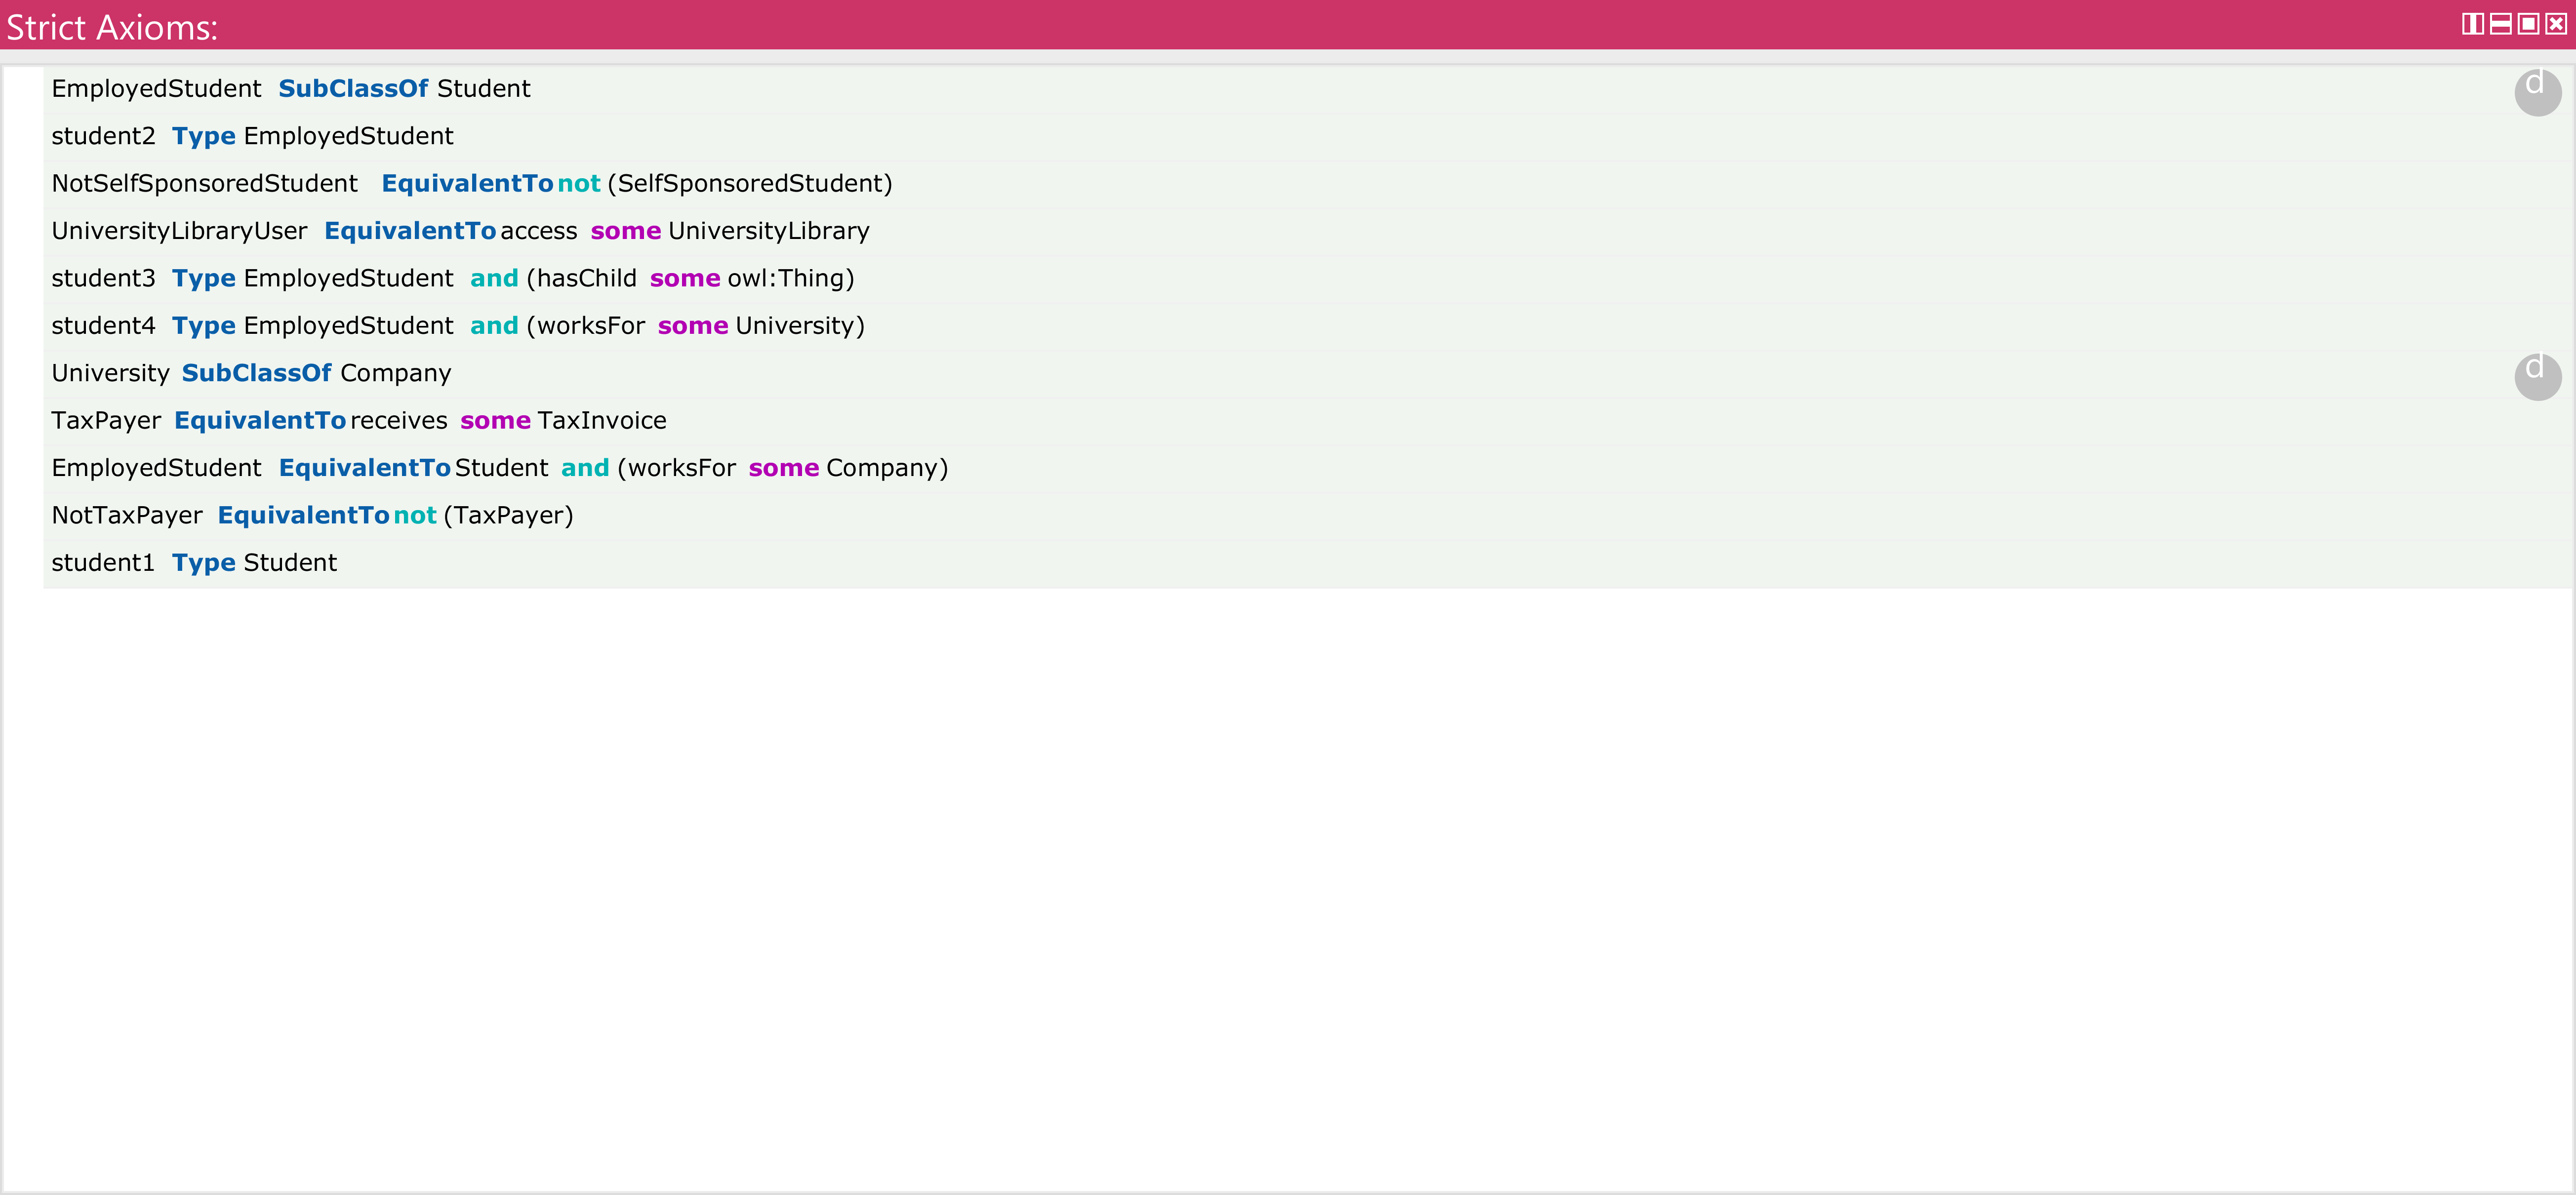 Strict Axioms:
EmployedStudent SubClassOf Student d
student2 Type EmployedStudent
NotSelfSponsoredStudent EquivalentTo not (SelfSponsoredStudent)
UniversityLibraryUser EquivalentTo access some UniversityLibrary
student3 Type EmployedStudent and (hasChild some owl:Thing)
student4 Type EmployedStudent and (worksFor some University)
University SubClassOf Company d
TaxPayer EquivalentTo receives some TaxInvoice
EmployedStudent EquivalentTo Student and (worksFor some Company)
NotTaxPayer EquivalentTo not (TaxPayer)
student1 Type Student